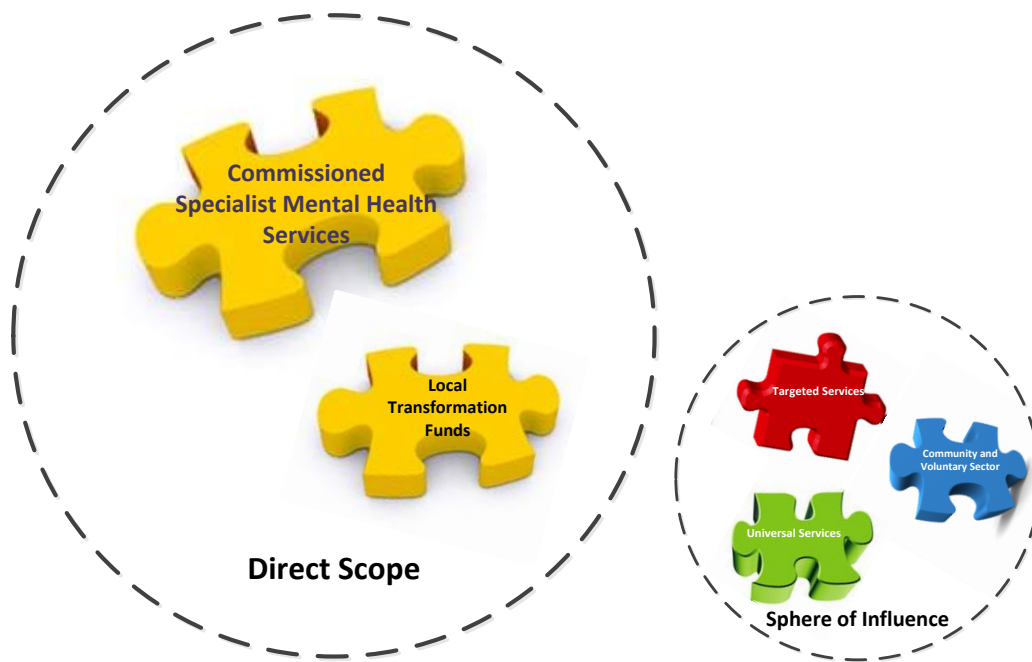 Commissioned
Specialist Mental Health
Services
Local
Transformation
Funds
Direct Scope
Targeted Services
Community and
Voluntary Sector
Universal Services
Sphere of Influence